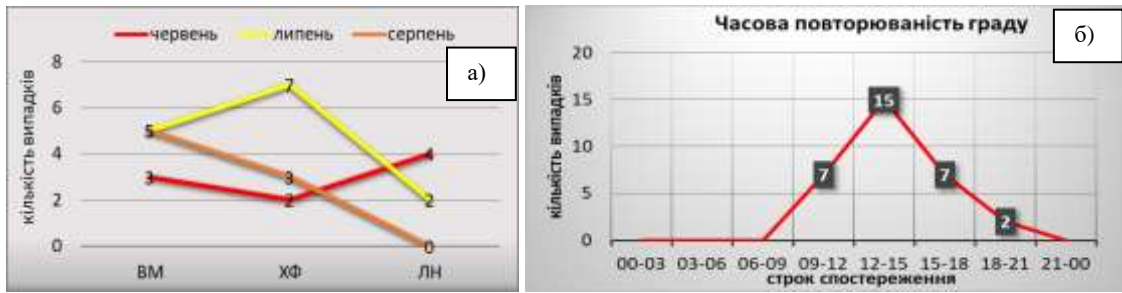 червень липень серпень
а)
кількість випадків
8
6
4
2
0
5
3
7
3
2
4
2
0
ВМ ХФ ЛН
Часова повторюваність граду
б)
кількість випадків
20
15
10
5
0
7
15
7
2
00-03 03-06 06-09 09-12 12-15 15-18 18-21 21-00
строк спостереження